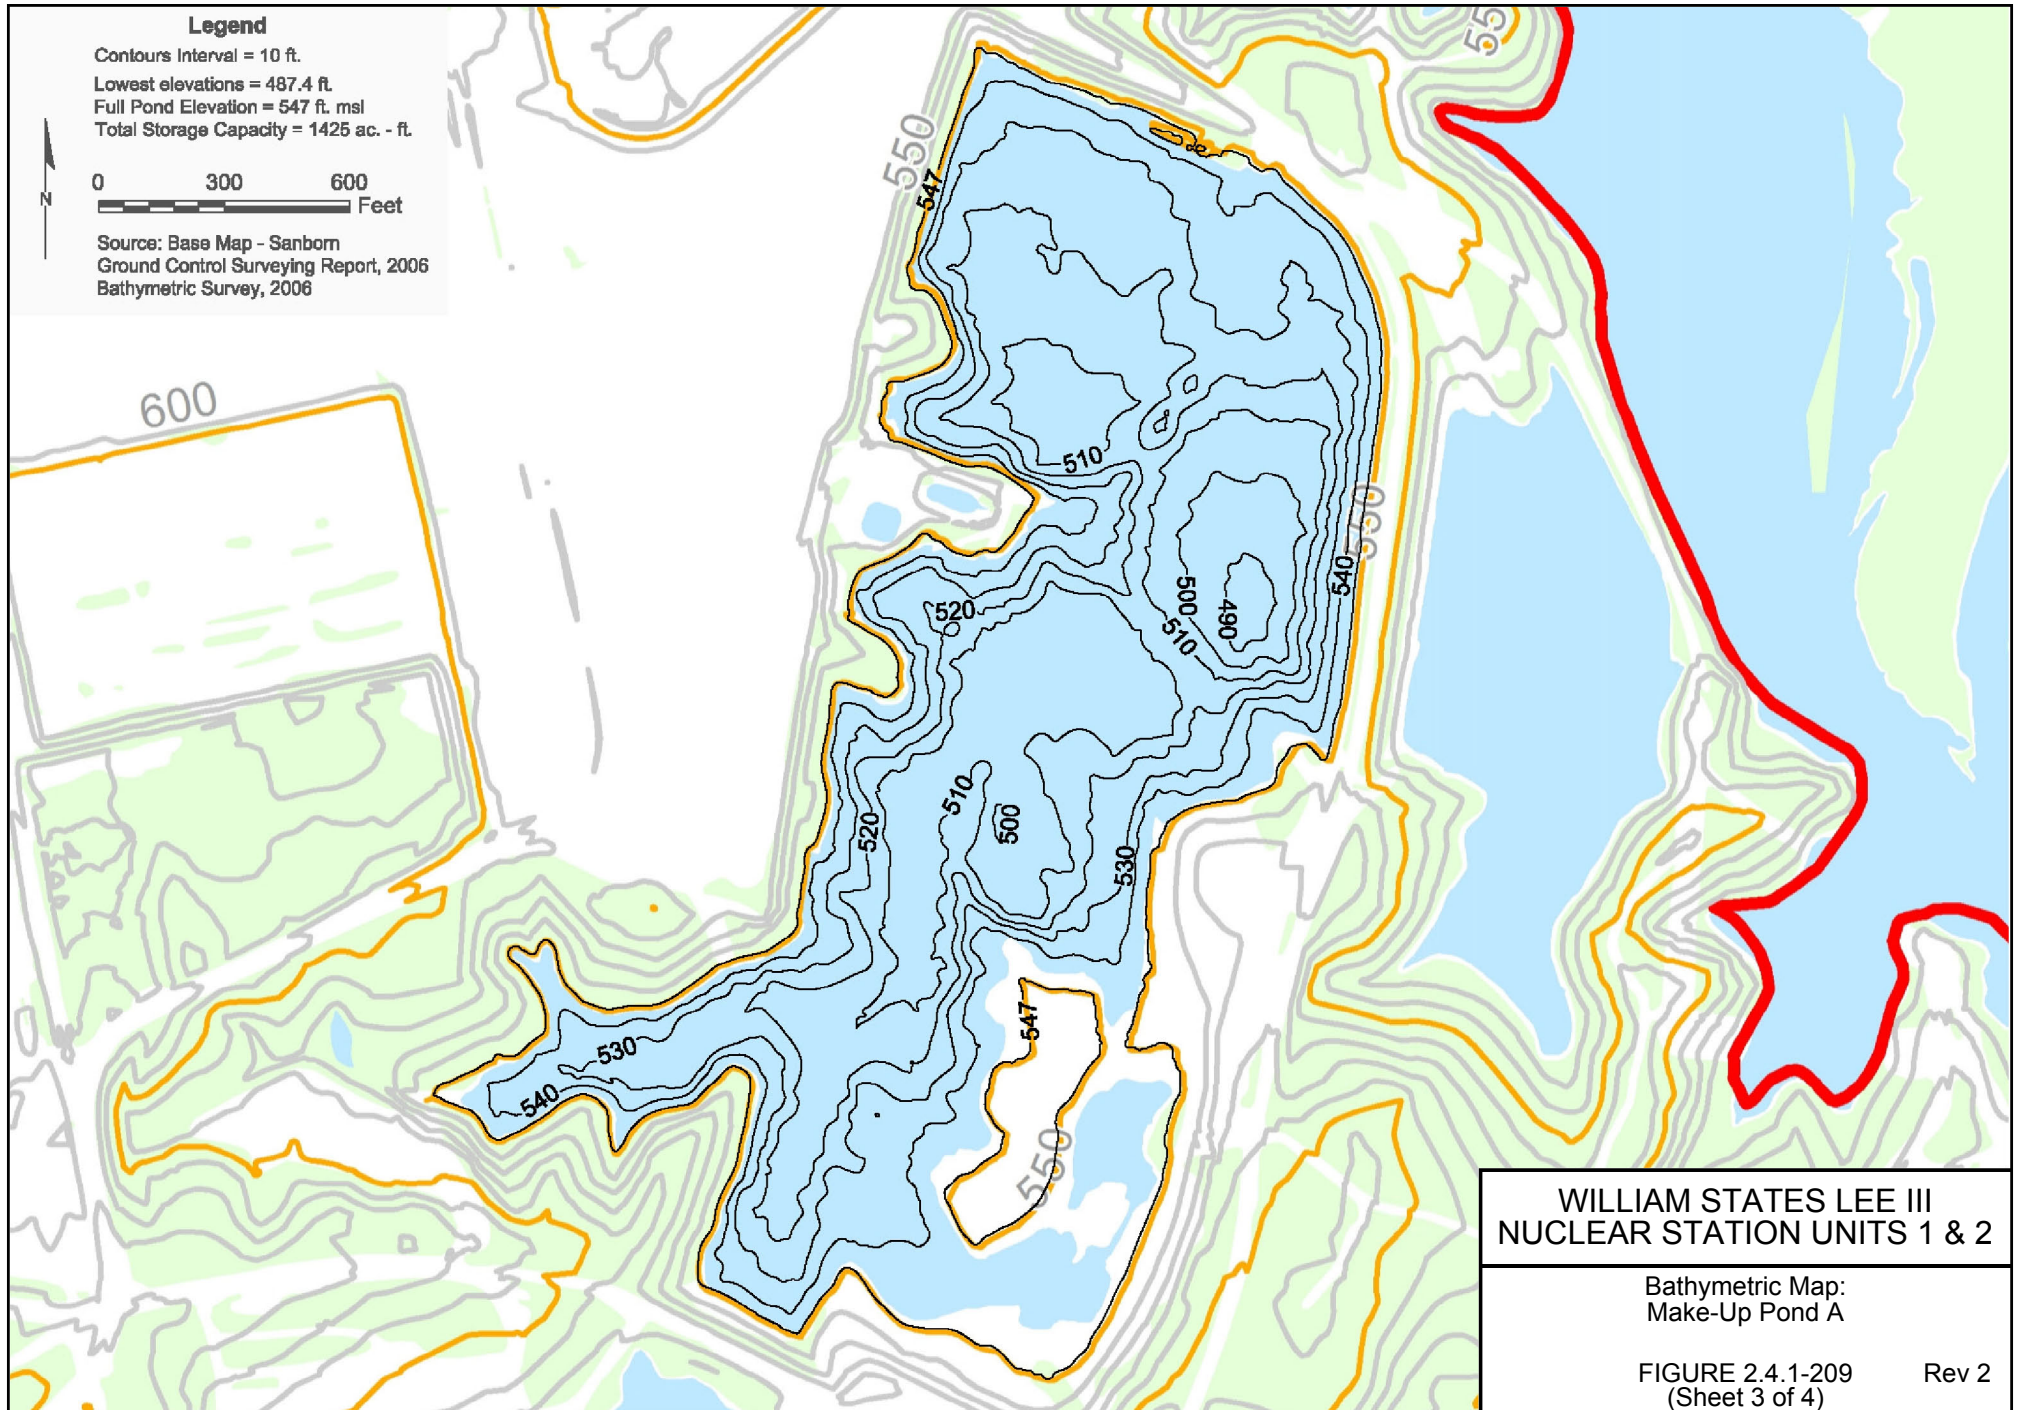 Legend
Contours Interval = 10 ft.
Lowest elevations = 487.4 ft.
Full Pond Elevation = 547 ft. msl
Total Storage Capacity = 1425 ac. - ft.
N
0 300 600
Feet
Source: Base Map - Sanborn
Ground Control Surveying Report, 2006
Bathymetric Survey, 2006
550
550
547
600
510
550
540
520
500
490
510
510
500
520
530
547
530
540
550
WILLIAM STATES LEE III
NUCLEAR STATION UNITS 1 & 2
Bathymetric Map:
Make-Up Pond A
FIGURE 2.4.1-209 Rev 2
(Sheet 3 of 4)